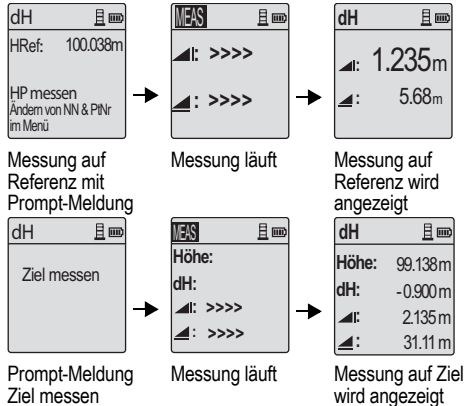 dH
HRef: 100.038m
HP messen
Ändern von NN & PtNr
im Menü
MEAS
: >>>>
: >>>>
dH
: 1.235m
: 5.68m
Messung auf
Referenz mit
Prompt-Meldung
Messung läuft
Messung auf
Referenz wird
angezeigt
dH
Ziel messen
MEAS
Höhe:
dH:
: >>>>
: >>>>
dH
Höhe: 99.138m
dH: -0.900m
: 2.135m
: 31.11m
Prompt-Meldung
Ziel messen
Messung läuft
Messung auf Ziel
wird angezeigt